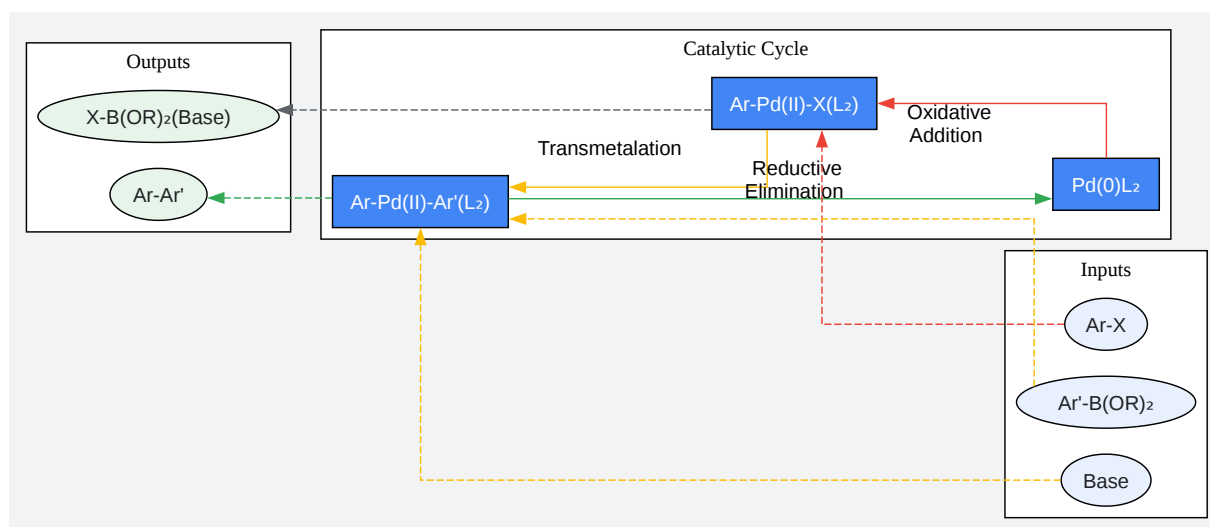 Outputs
X-B(OR)₂(Base)
Ar-Ar'
Catalytic Cycle
Ar-Pd(II)-X(L₂)
Oxidative
Addition
Transmetalation
Reductive
Elimination
Pd(0)L₂
Ar-Pd(II)-Ar'(L₂)
Inputs
Ar-X
Ar'-B(OR)₂
Base